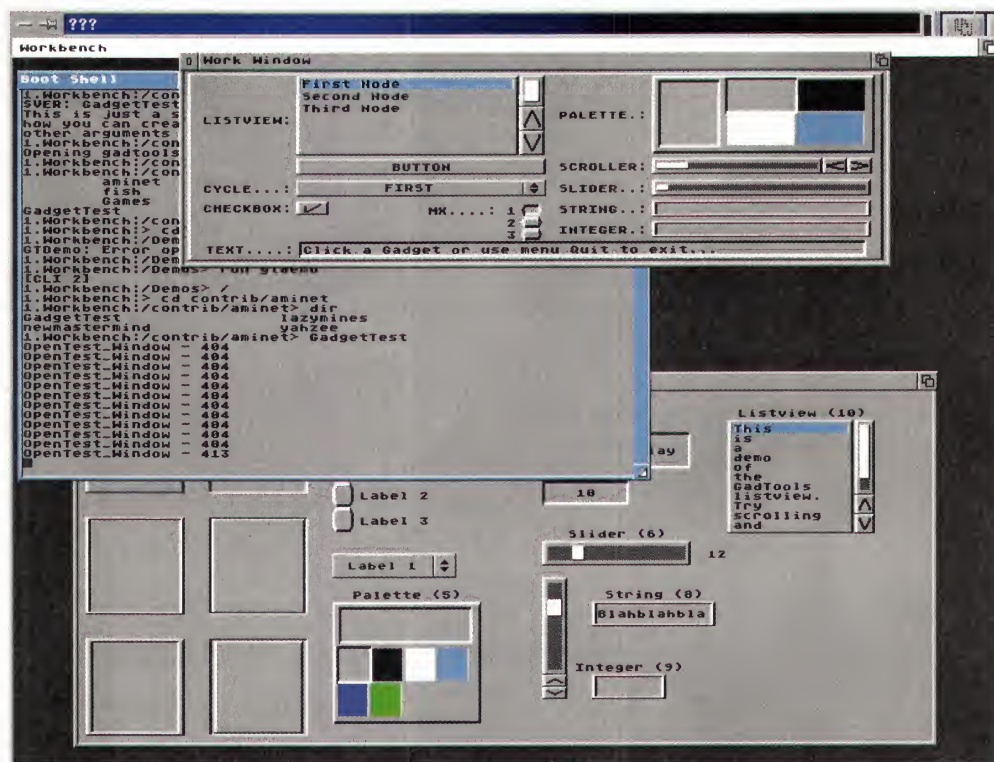 ???
Workbench
Work Window
LISTVIEW:
First Node
Second Node
Third Node
BUTTON
CYCLE...:
FIRST
CHECKBOX:
MX....: 1
2
3
TEXT....:
Click a Gadget or use menu Quit to exit...
PALETTE.:
SCROLLER:
SLIDER..:
STRING..:
INTEGER.:
Boot Shell
1.Workbench:/con
$VER: GadgetTest
This is just a s
how you can crea
other arguments
1.Workbench:/con
Opening gadtools
1.Workbench:/con
1.Workbench:/con
aminet
fish
Games
GadgetTest
1.Workbench:/con
1.Workbench:> cd
1.Workbench:/Dem
GTDemo: Error op
1.Workbench:/Dem
1.Workbench:/Demos> run gtdemo
[CLI 2]
1.Workbench:/Demos> /
1.Workbench:> cd contrib/aminet
1.Workbench:/contrib/aminet> dir
GadgetTest lazymines
newmastermind yahzee
1.Workbench:/contrib/aminet> GadgetTest
OpenTest_Window - 404
OpenTest_Window - 404
OpenTest_Window - 404
OpenTest_Window - 404
OpenTest_Window - 404
OpenTest_Window - 404
OpenTest_Window - 404
OpenTest_Window - 404
OpenTest_Window - 404
OpenTest_Window - 413
lay
10
Label 2
Label 3
Label 1
Palette (5)
Slider (6)
12
String (8)
Blahblahbla
Integer (9)
Listview (10)
This
is
a
demo
of
the
GadTools
listview.
Try
scrolling
and